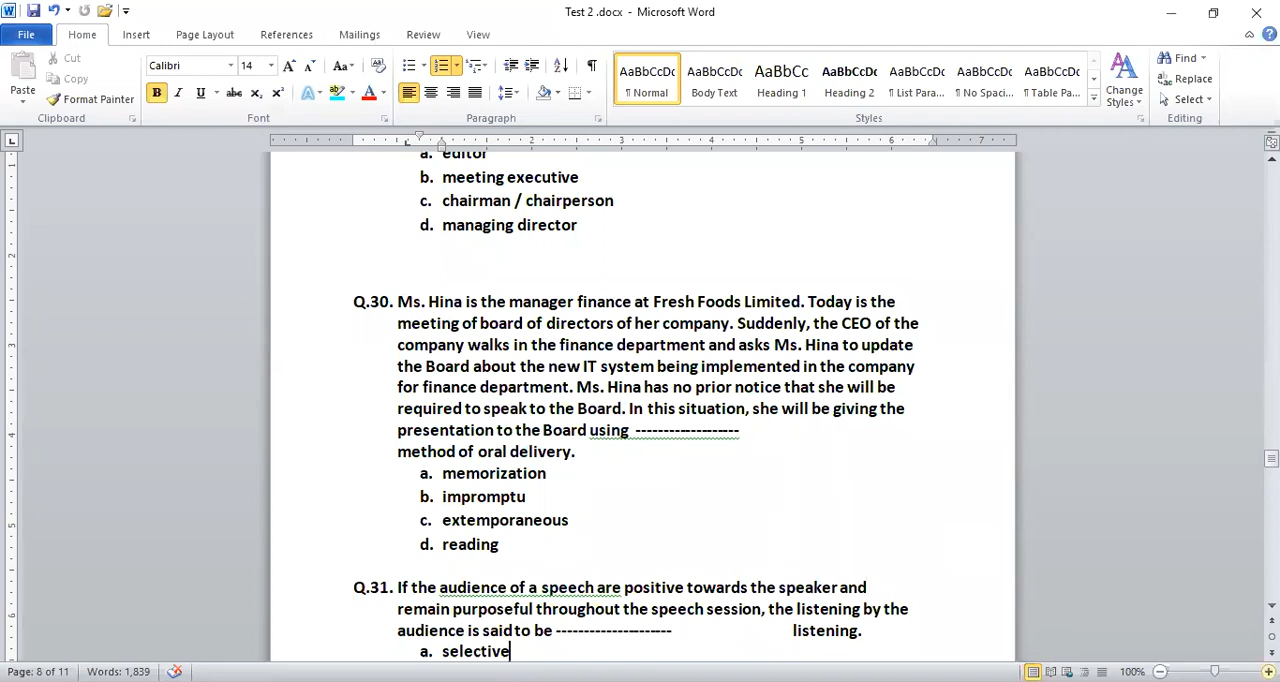 Test 2 .docx - Microsoft Word
File Home Insert Page Layout References Mailings Review View
Cut
Copy
Format Painter
Paste
Calibri 14
AaBbCcDc AaBbCcDc AaBbCc AaBbCcDc AaBbCcDc AaBbCcDc AaBbCcDc
¶ Normal Body Text Heading 1 Heading 2 ¶ List Para... ¶ No Spaci... ¶ Table Pa...
Change Styles
Find
Replace
Select
Clipboard Font Paragraph Styles Editing
a. editor
b. meeting executive
c. chairman / chairperson
d. managing director
Q.30. Ms. Hina is the manager finance at Fresh Foods Limited. Today is the
meeting of board of directors of her company. Suddenly, the CEO of the
company walks in the finance department and asks Ms. Hina to update
the Board about the new IT system being implemented in the company
for finance department. Ms. Hina has no prior notice that she will be
required to speak to the Board. In this situation, she will be giving the
presentation to the Board using -------------------
method of oral delivery.
a. memorization
b. impromptu
c. extemporaneous
d. reading
Q.31. If the audience of a speech are positive towards the speaker and
remain purposeful throughout the speech session, the listening by the
audience is said to be --------------------- listening.
a. selective
Page: 8 of 11 Words: 1,839 100%